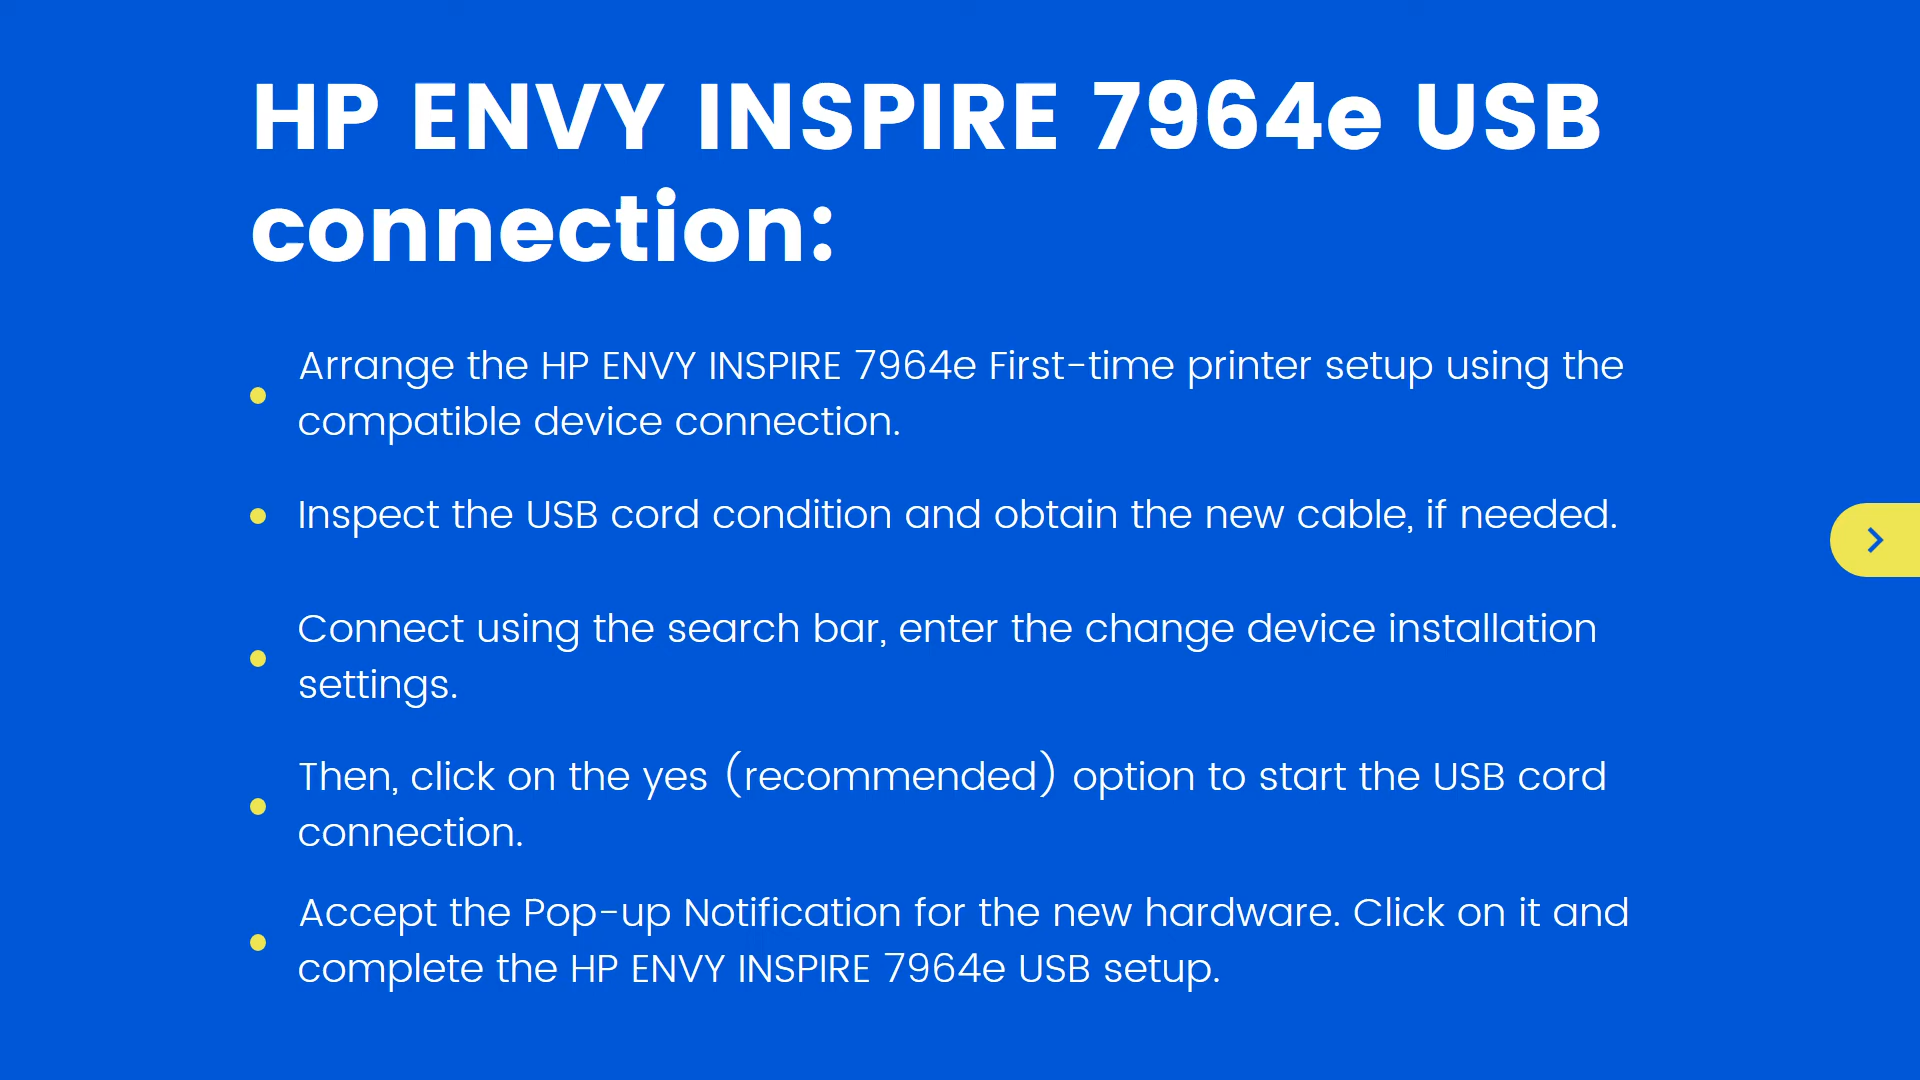 HP ENVY INSPIRE 7964e USB
connection:
Arrange the HP ENVY INSPIRE 7964e First-time printer setup using the
compatible device connection.
Inspect the USB cord condition and obtain the new cable, if needed.
Connect using the search bar, enter the change device installation
settings.
Then, click on the yes (recommended) option to start the USB cord
connection.
Accept the Pop-up Notification for the new hardware. Click on it and
complete the HP ENVY INSPIRE 7964e USB setup.